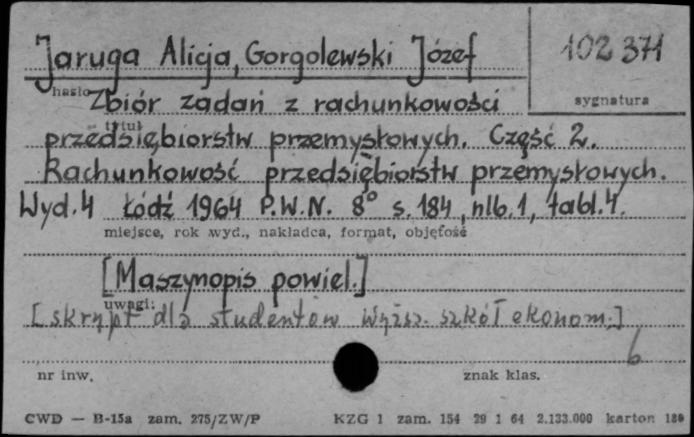 Jaruga Alicja, Gorgolewski Józef
102 371
hasło
sygnatura
Zbiór zadań z rachunkowości
tytuł
przedsiębiorstw przemysłowych. Część 2.
Rachunkowość przedsiębiorstw przemysłowych.
Wyd. 4 Łódź 1964 P.W.N. 8° s. 184, nlb. 1, tabl. 4.
miejsce, rok wyd., nakładca, format, objętość
[Maszynopis powiel.]
uwagi:
[skrypt dla studentów wyższ. szkół ekonom.]
6
nr inw.
znak klas.
CWD — B-15a zam. 275/ZW/P KZG 1 zam. 154 29 1 64 2.133.000 karton